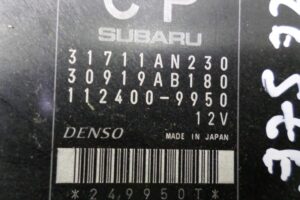 CP
SUBARU
31711AN230
30919AB180
112400-9950
12V
DENSO MADE IN JAPAN
*249950T*